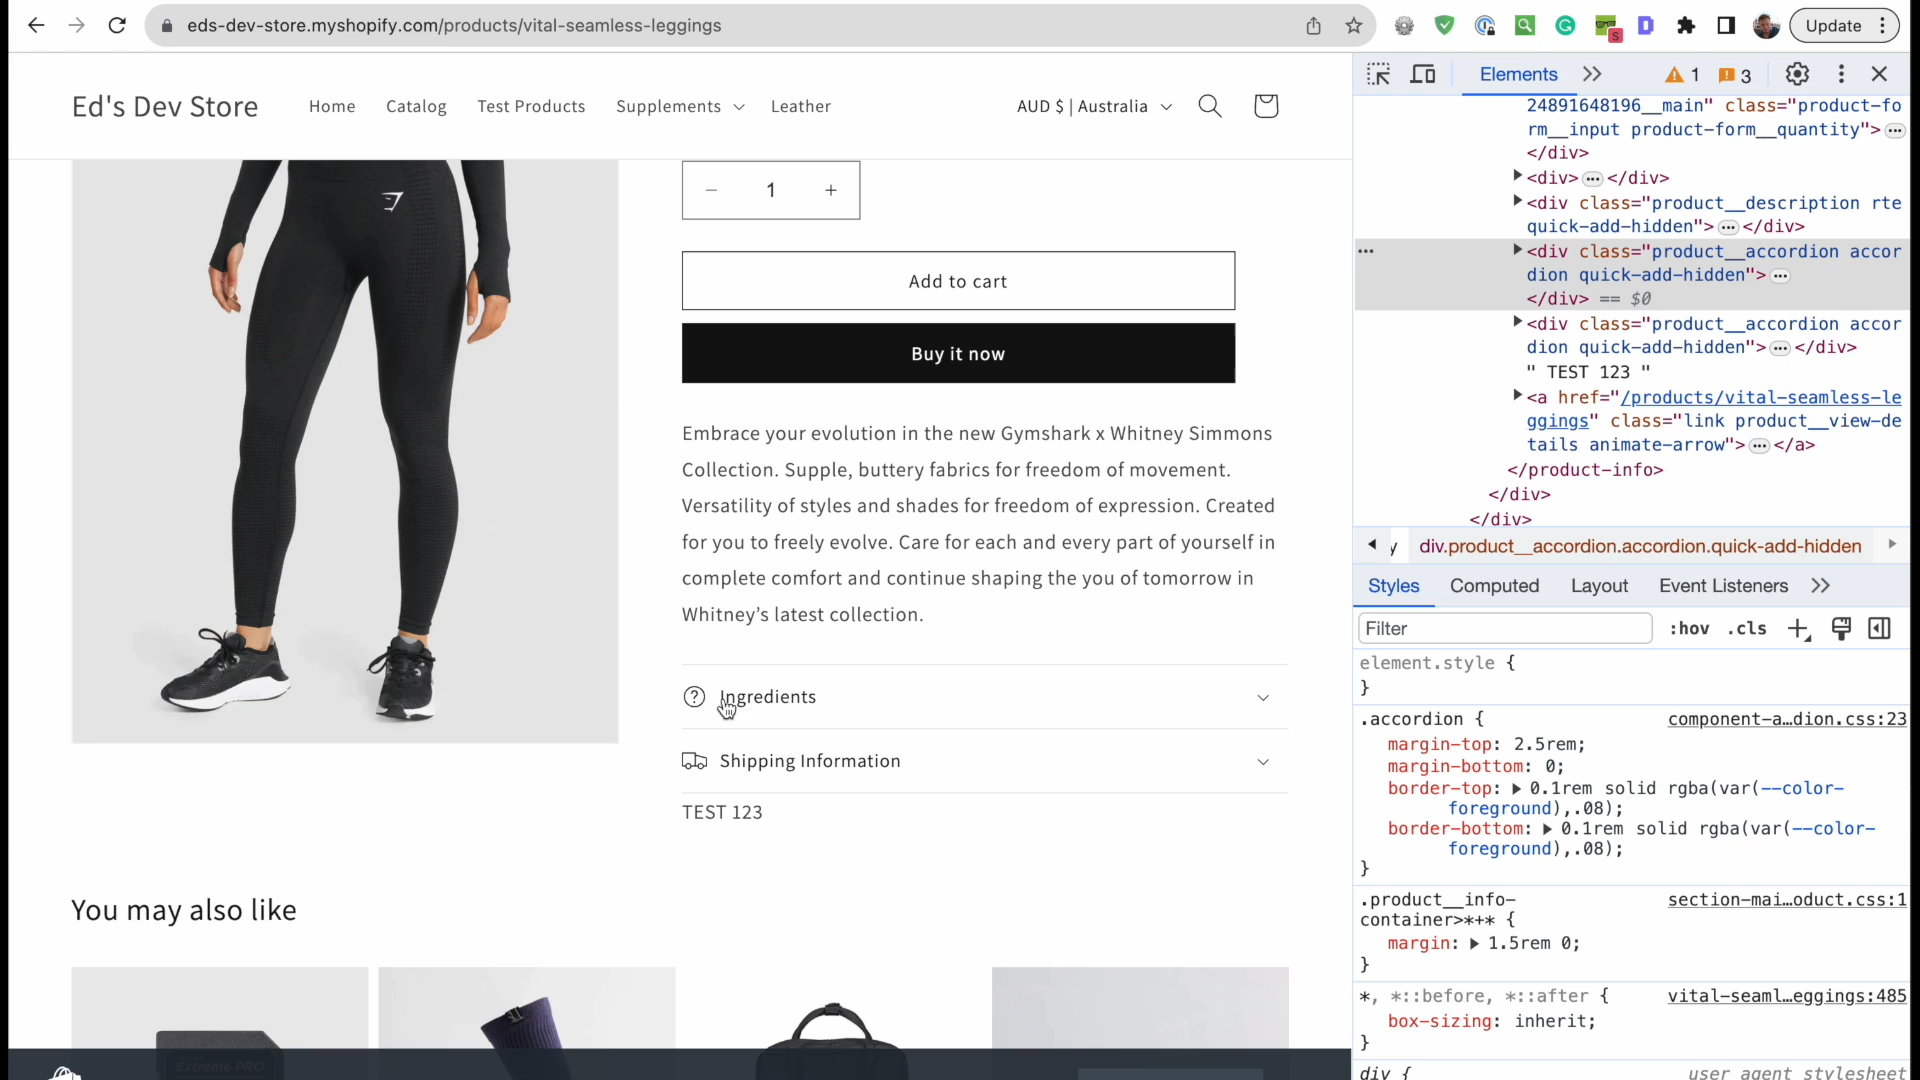 eds-dev-store.myshopify.com/products/vital-seamless-leggings
S
Update
Ed's Dev Store
Home
Catalog
Test Products
Supplements
Leather
AUD $ | Australia
1
Add to cart
Buy it now
Embrace your evolution in the new Gymshark x Whitney Simmons
Collection. Supple, buttery fabrics for freedom of movement.
Versatility of styles and shades for freedom of expression. Created
for you to freely evolve. Care for each and every part of yourself in
complete comfort and continue shaping the you of tomorrow in
Whitney’s latest collection.
Ingredients
Shipping Information
TEST 123
You may also like
Extreme PRO
Elements
1
3
24891648196__main" class="product-fo
rm__input product-form__quantity">
</div>
<div> </div>
<div class="product__description rte
quick-add-hidden"> </div>
<div class="product__accordion accor
dion quick-add-hidden">
</div> == $0
<div class="product__accordion accor
dion quick-add-hidden"> </div>
" TEST 123 "
<a href="/products/vital-seamless-le
ggings" class="link product__view-de
tails animate-arrow"> </a>
</product-info>
</div>
</div>
y
div.product__accordion.accordion.quick-add-hidden
Styles
Computed
Layout
Event Listeners
Filter
:hov
.cls
element.style {
}
.accordion {
component-a…dion.css:23
margin-top: 2.5rem;
margin-bottom: 0;
border-top: 0.1rem solid rgba(var(--color-
foreground),.08);
border-bottom: 0.1rem solid rgba(var(--color-
foreground),.08);
}
.product__info-
container>*+* {
section-mai…oduct.css:1
margin: 1.5rem 0;
}
*, *::before, *::after {
vital-seaml…eggings:485
box-sizing: inherit;
}
div {
user agent stylesheet